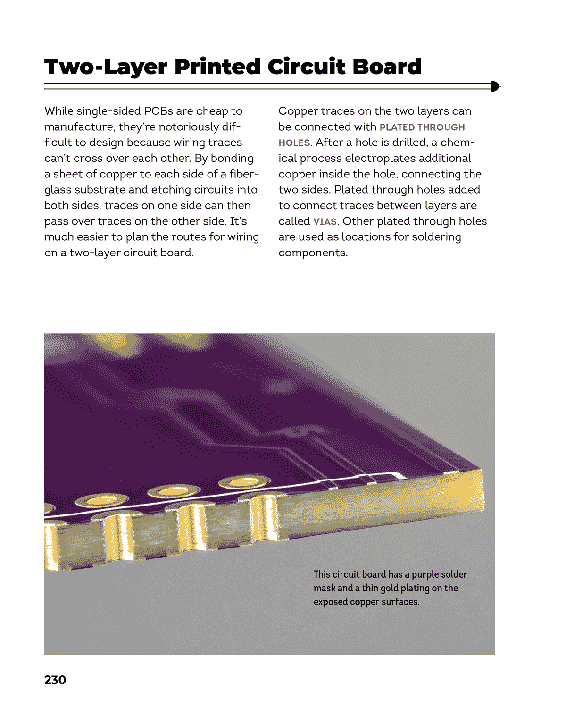 Two-Layer Printed Circuit Board
While single-sided PCBs are cheap to
manufacture, they're notoriously dif-
ficult to design because wiring traces
can't cross over each other. By bonding
a sheet of copper to each side of a fiber-
glass substrate and etching circuits into
both sides, traces on one side can then
pass over traces on the other side. It's
much easier to plan the routes for wiring
on a two-layer circuit board.
Copper traces on the two layers can
be connected with PLATED THROUGH
HOLES. After a hole is drilled, a chem-
ical process electroplates additional
copper inside the hole, connecting the
two sides. Plated through holes added
to connect traces between layers are
called VIAS. Other plated through holes
are used as locations for soldering
components.
This circuit board has a purple solder
mask and a thin gold plating on the
exposed copper surfaces.
230